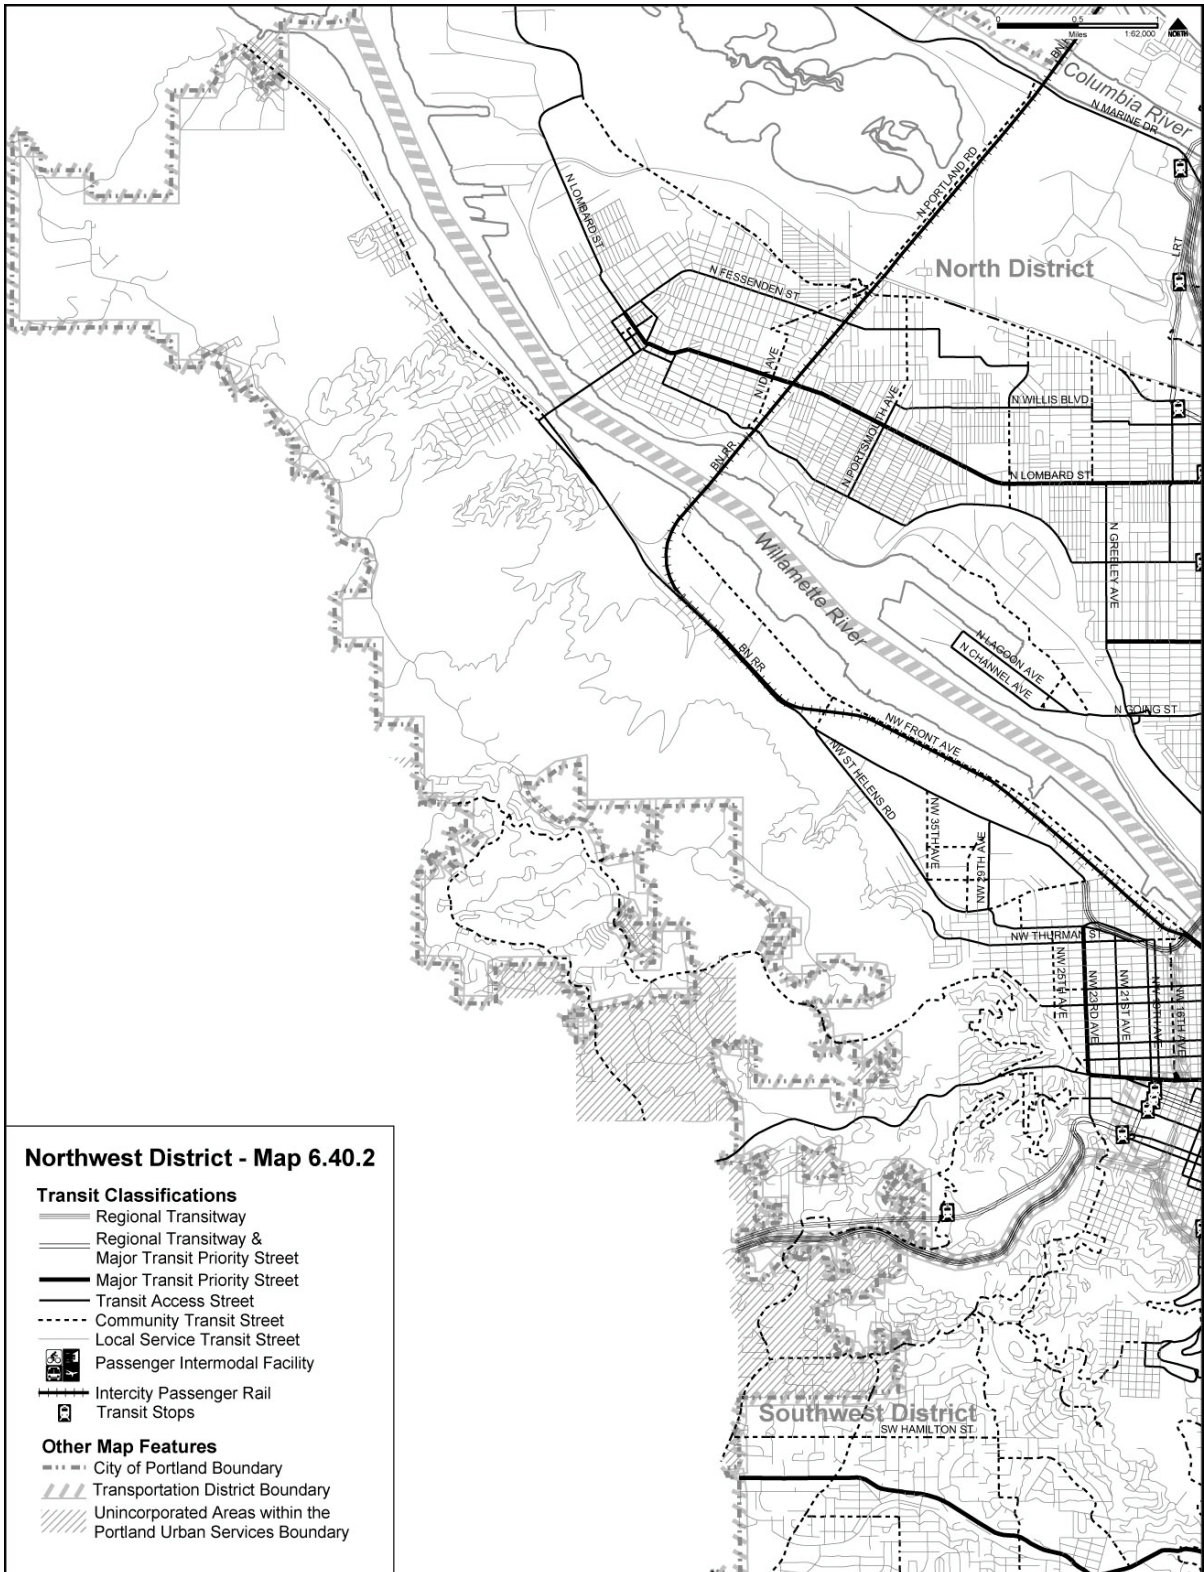 0 0.5 1
Miles 1:62,000
NORTH
BN
Columbia River
N MARINE DR
N PORTLAND RD
N LOMBARD ST
LRT
North District
N FESSENDEN ST
N IDA AVE
N WILLIS BLVD
N PORTSMOUTH AVE
BN RR
N LOMBARD ST
N GREELEY AVE
Willamette River
N LAGOON AVE
N CHANNEL AVE
BN RR
N GOING ST
NW FRONT AVE
NW ST HELENS RD
NW 35TH AVE
NW 29TH AVE
NW THURMAN ST
NW 25TH AVE
NW 23RD AVE
NW 21ST AVE
NW 16TH AVE
Northwest District - Map 6.40.2
Transit Classifications
Regional Transitway
Regional Transitway &
Major Transit Priority Street
Major Transit Priority Street
Transit Access Street
Community Transit Street
Local Service Transit Street
Passenger Intermodal Facility
Intercity Passenger Rail
Transit Stops
Other Map Features
City of Portland Boundary
Transportation District Boundary
Unincorporated Areas within the
Portland Urban Services Boundary
Southwest District
SW HAMILTON ST